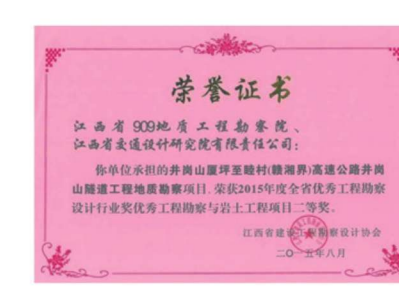 荣誉证书
江西省909地质工程勘察院、
江西省交通设计研究院有限责任公司：
你单位承担的井岗山厦坪至睦村(赣湘界)高速公路井岗
山隧道工程地质勘察项目，荣获2015年度全省优秀工程勘察
设计行业奖优秀工程勘察与岩土工程项目二等奖。
江西省建设工程勘察设计协会
二〇一五年八月